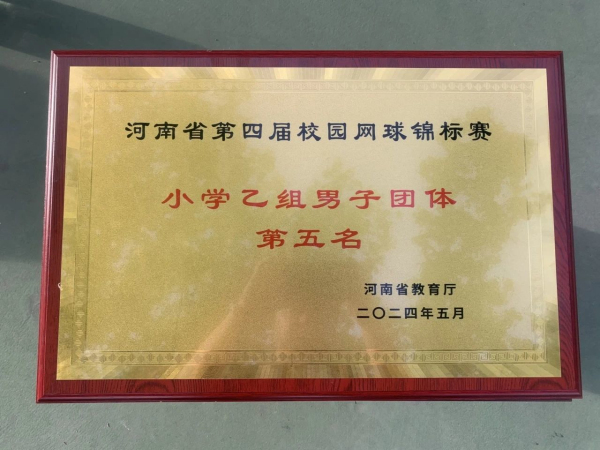 河南省第四届校园网球锦标赛
小学乙组男子团体
第五名
河南省教育厅
二〇二四年五月